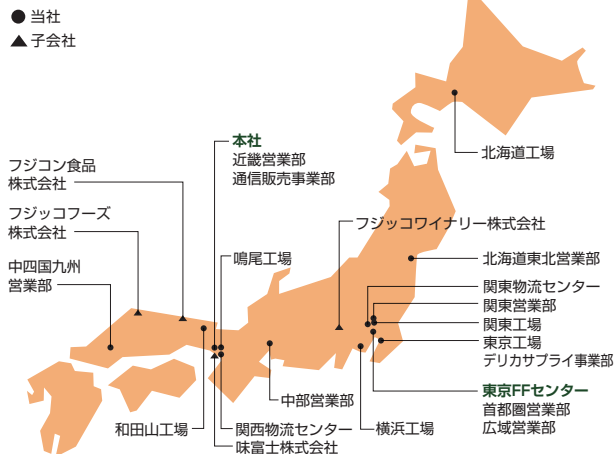 ● 当社
▲ 子会社
本社
近畿営業部
通信販売事業部
フジコン食品
株式会社
フジッコフーズ
株式会社
中四国九州
営業部
鳴尾工場
フジッコワイナリー株式会社
北海道工場
北海道東北営業部
関東物流センター
関東営業部
関東工場
東京工場
デリカサプライ事業部
東京FFセンター
首都圏営業部
広域営業部
中部営業部
和田山工場
関西物流センター
味富士株式会社
横浜工場